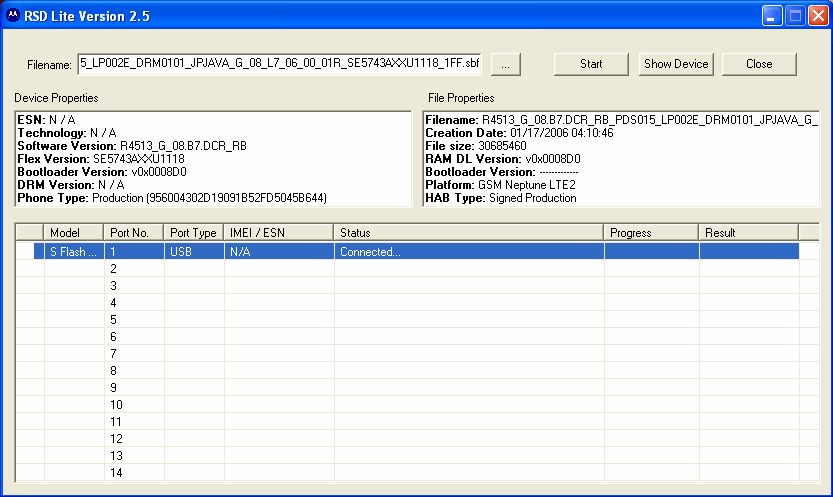 RSD Lite Version 2.5
Filename: 5_LP002E_DRM0101_JPJAVA_G_08_L7_06_00_01R_SE5743AXXU1118_1FF.sbf ... Start Show Device Close
Device Properties
ESN: N / A
Technology: N / A
Software Version: R4513_G_08.B7.DCR_RB
Flex Version: SE5743AXXU1118
Bootloader Version: v0x0008D0
DRM Version: N / A
Phone Type: Production (956004302D19091B52FD5045B644)
File Properties
Filename: R4513_G_08.B7.DCR_RB_PDS015_LP002E_DRM0101_JPJAVA_G_
Creation Date: 01/17/2006 04:10:46
File size: 30685460
RAM DL Version: v0x0008D0
Bootloader Version: -------------
Platform: GSM Neptune LTE2
HAB Type: Signed Production
Model Port No. Port Type IMEI / ESN Status Progress Result
S Flash ... 1 USB N/A Connected...
2
3
4
5
6
7
8
9
10
11
12
13
14